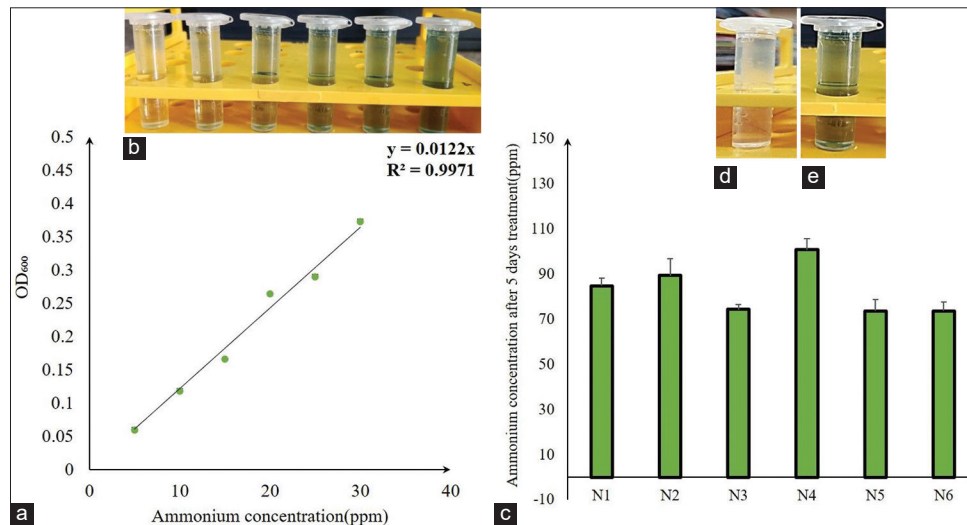 b
y = 0.0122x
R² = 0.9971
0.5
0.45
0.4
0.35
0.3
0.25
0.2
0.15
0.1
0.05
0
OD₆₀₀
0 10 20 30 40
Ammonium concentration(ppm)
a
d e
150
130
110
90
70
50
30
10
-10
Ammonium concentration after 5 days treatment(ppm)
N1 N2 N3 N4 N5 N6
c